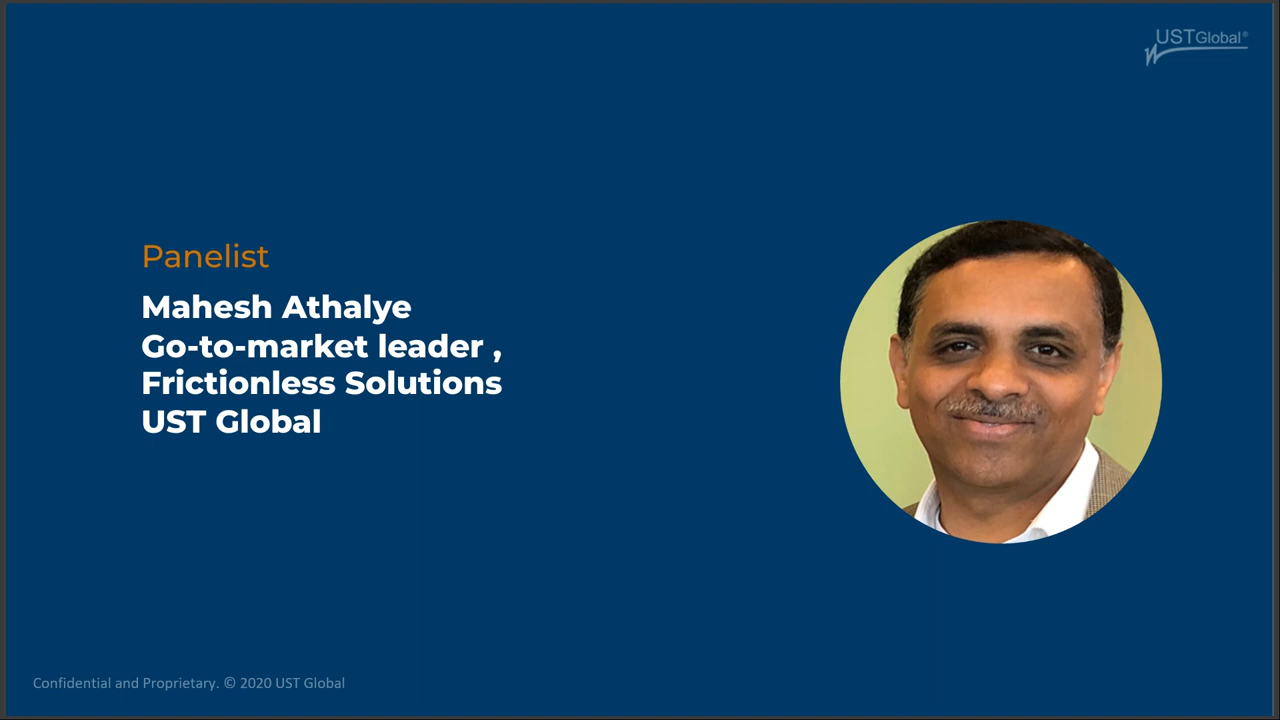 USTGlobal®
Panelist
Mahesh Athalye
Go-to-market leader ,
Frictionless Solutions
UST Global
Confidential and Proprietary. © 2020 UST Global